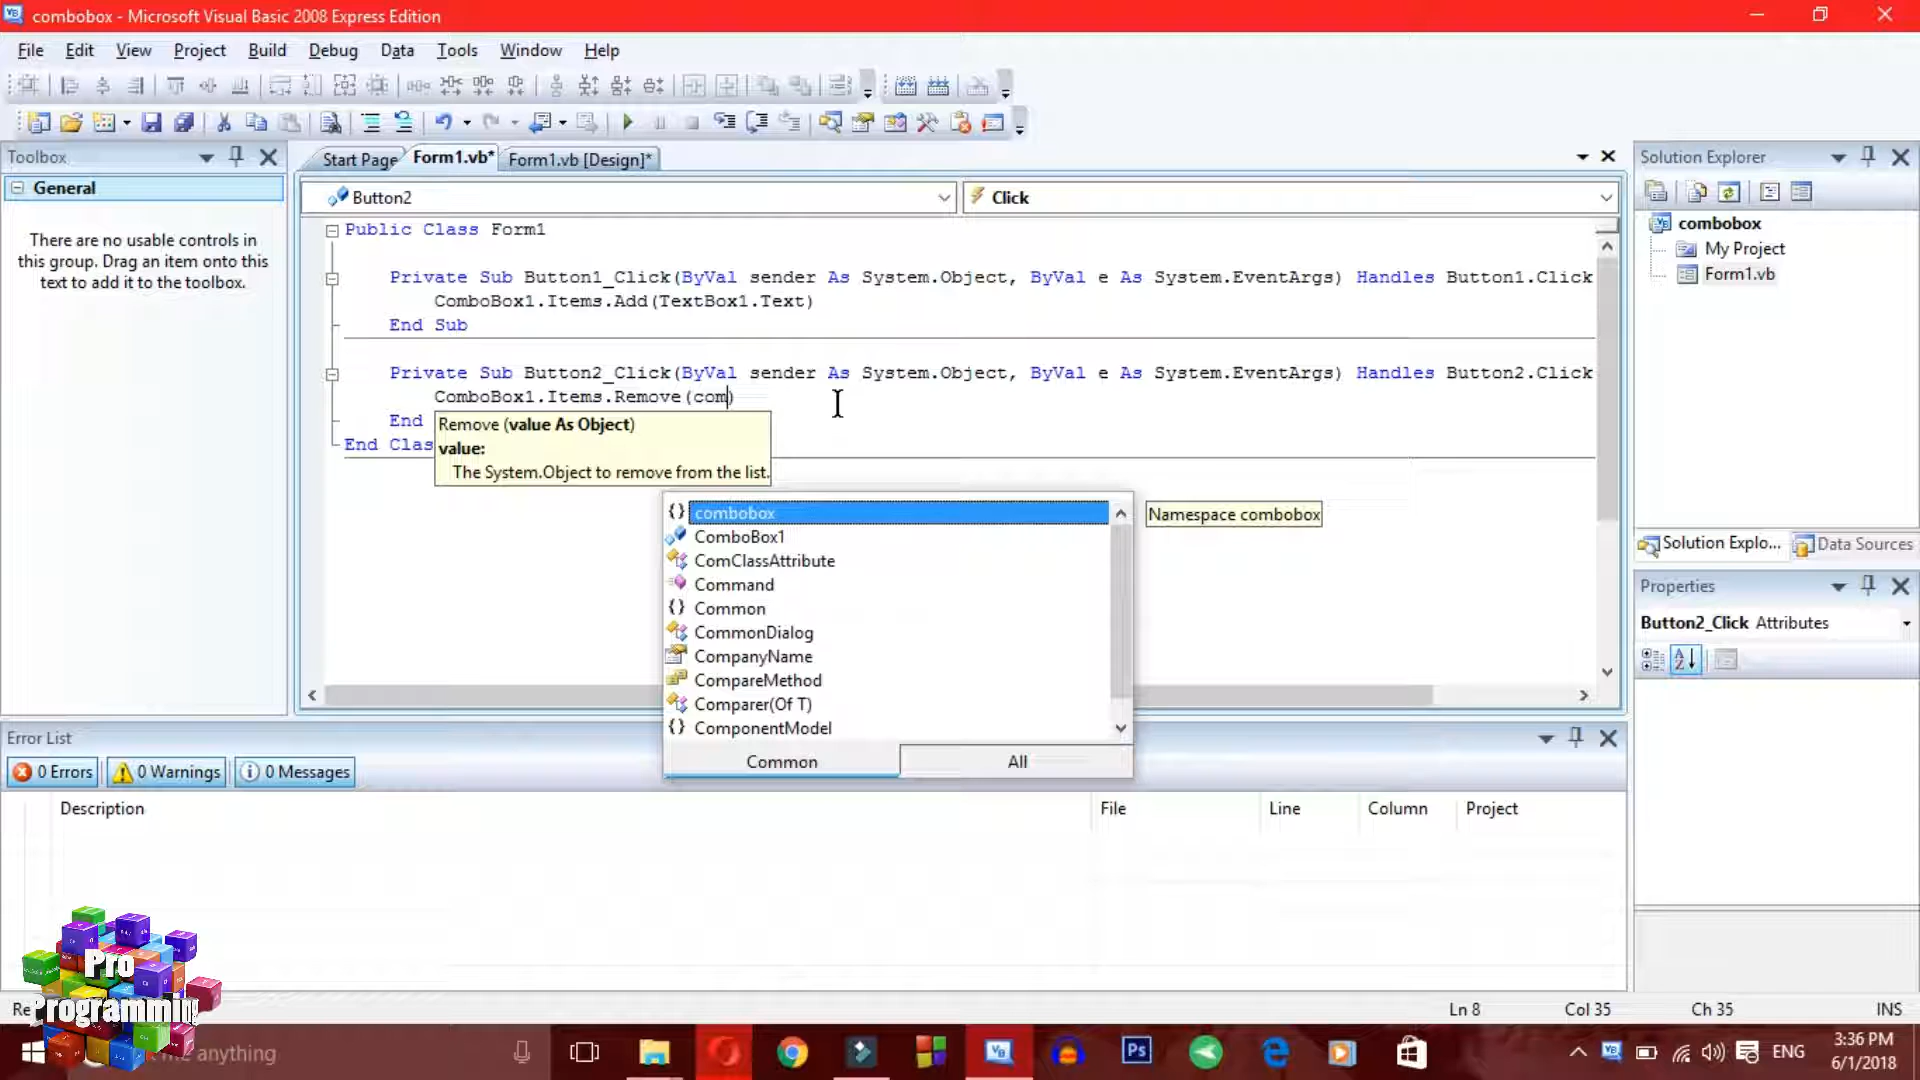 combobox - Microsoft Visual Basic 2008 Express Edition
File Edit View Project Build Debug Data Tools Window Help
Toolbox
General
There are no usable controls in
this group. Drag an item onto this
text to add it to the toolbox.
Start Page Form1.vb* Form1.vb [Design]*
Button2 Click
Public Class Form1
Private Sub Button1_Click(ByVal sender As System.Object, ByVal e As System.EventArgs) Handles Button1.Click
ComboBox1.Items.Add(TextBox1.Text)
End Sub
Private Sub Button2_Click(ByVal sender As System.Object, ByVal e As System.EventArgs) Handles Button2.Click
ComboBox1.Items.Remove(com)
End
End Clas
Remove (value As Object)
value:
The System.Object to remove from the list.
combobox
ComboBox1
ComClassAttribute
Command
Common
CommonDialog
CompanyName
CompareMethod
Comparer(Of T)
ComponentModel
Common All
Namespace combobox
Solution Explorer
combobox
My Project
Form1.vb
Solution Explo... Data Sources
Properties
Button2_Click Attributes
Error List
0 Errors 0 Warnings 0 Messages
Description File Line Column Project
Pro
Programming
Re Ln 8 Col 35 Ch 35 INS
me anything
Ps
ENG
3:36 PM
6/1/2018